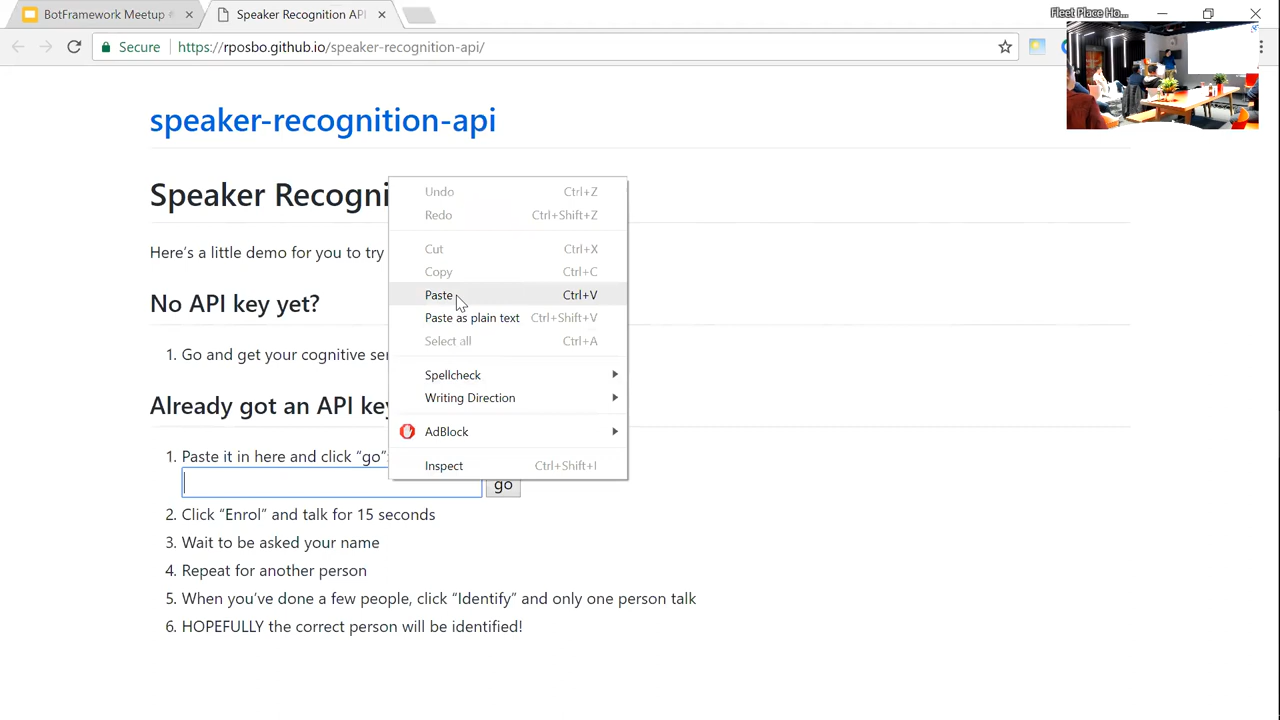 BotFramework Meetup
Speaker Recognition API
Fleet Place Ho...
Secure
https://rposbo.github.io/speaker-recognition-api/
speaker-recognition-api
Speaker Recogni
Here’s a little demo for you to try
No API key yet?
1. Go and get your cognitive ser
Already got an API key
1. Paste it in here and click “go”
go
2. Click “Enrol” and talk for 15 seconds
3. Wait to be asked your name
4. Repeat for another person
5. When you’ve done a few people, click “Identify” and only one person talk
6. HOPEFULLY the correct person will be identified!
Undo Ctrl+Z
Redo Ctrl+Shift+Z
Cut Ctrl+X
Copy Ctrl+C
Paste Ctrl+V
Paste as plain text Ctrl+Shift+V
Select all Ctrl+A
Spellcheck
Writing Direction
AdBlock
Inspect Ctrl+Shift+I